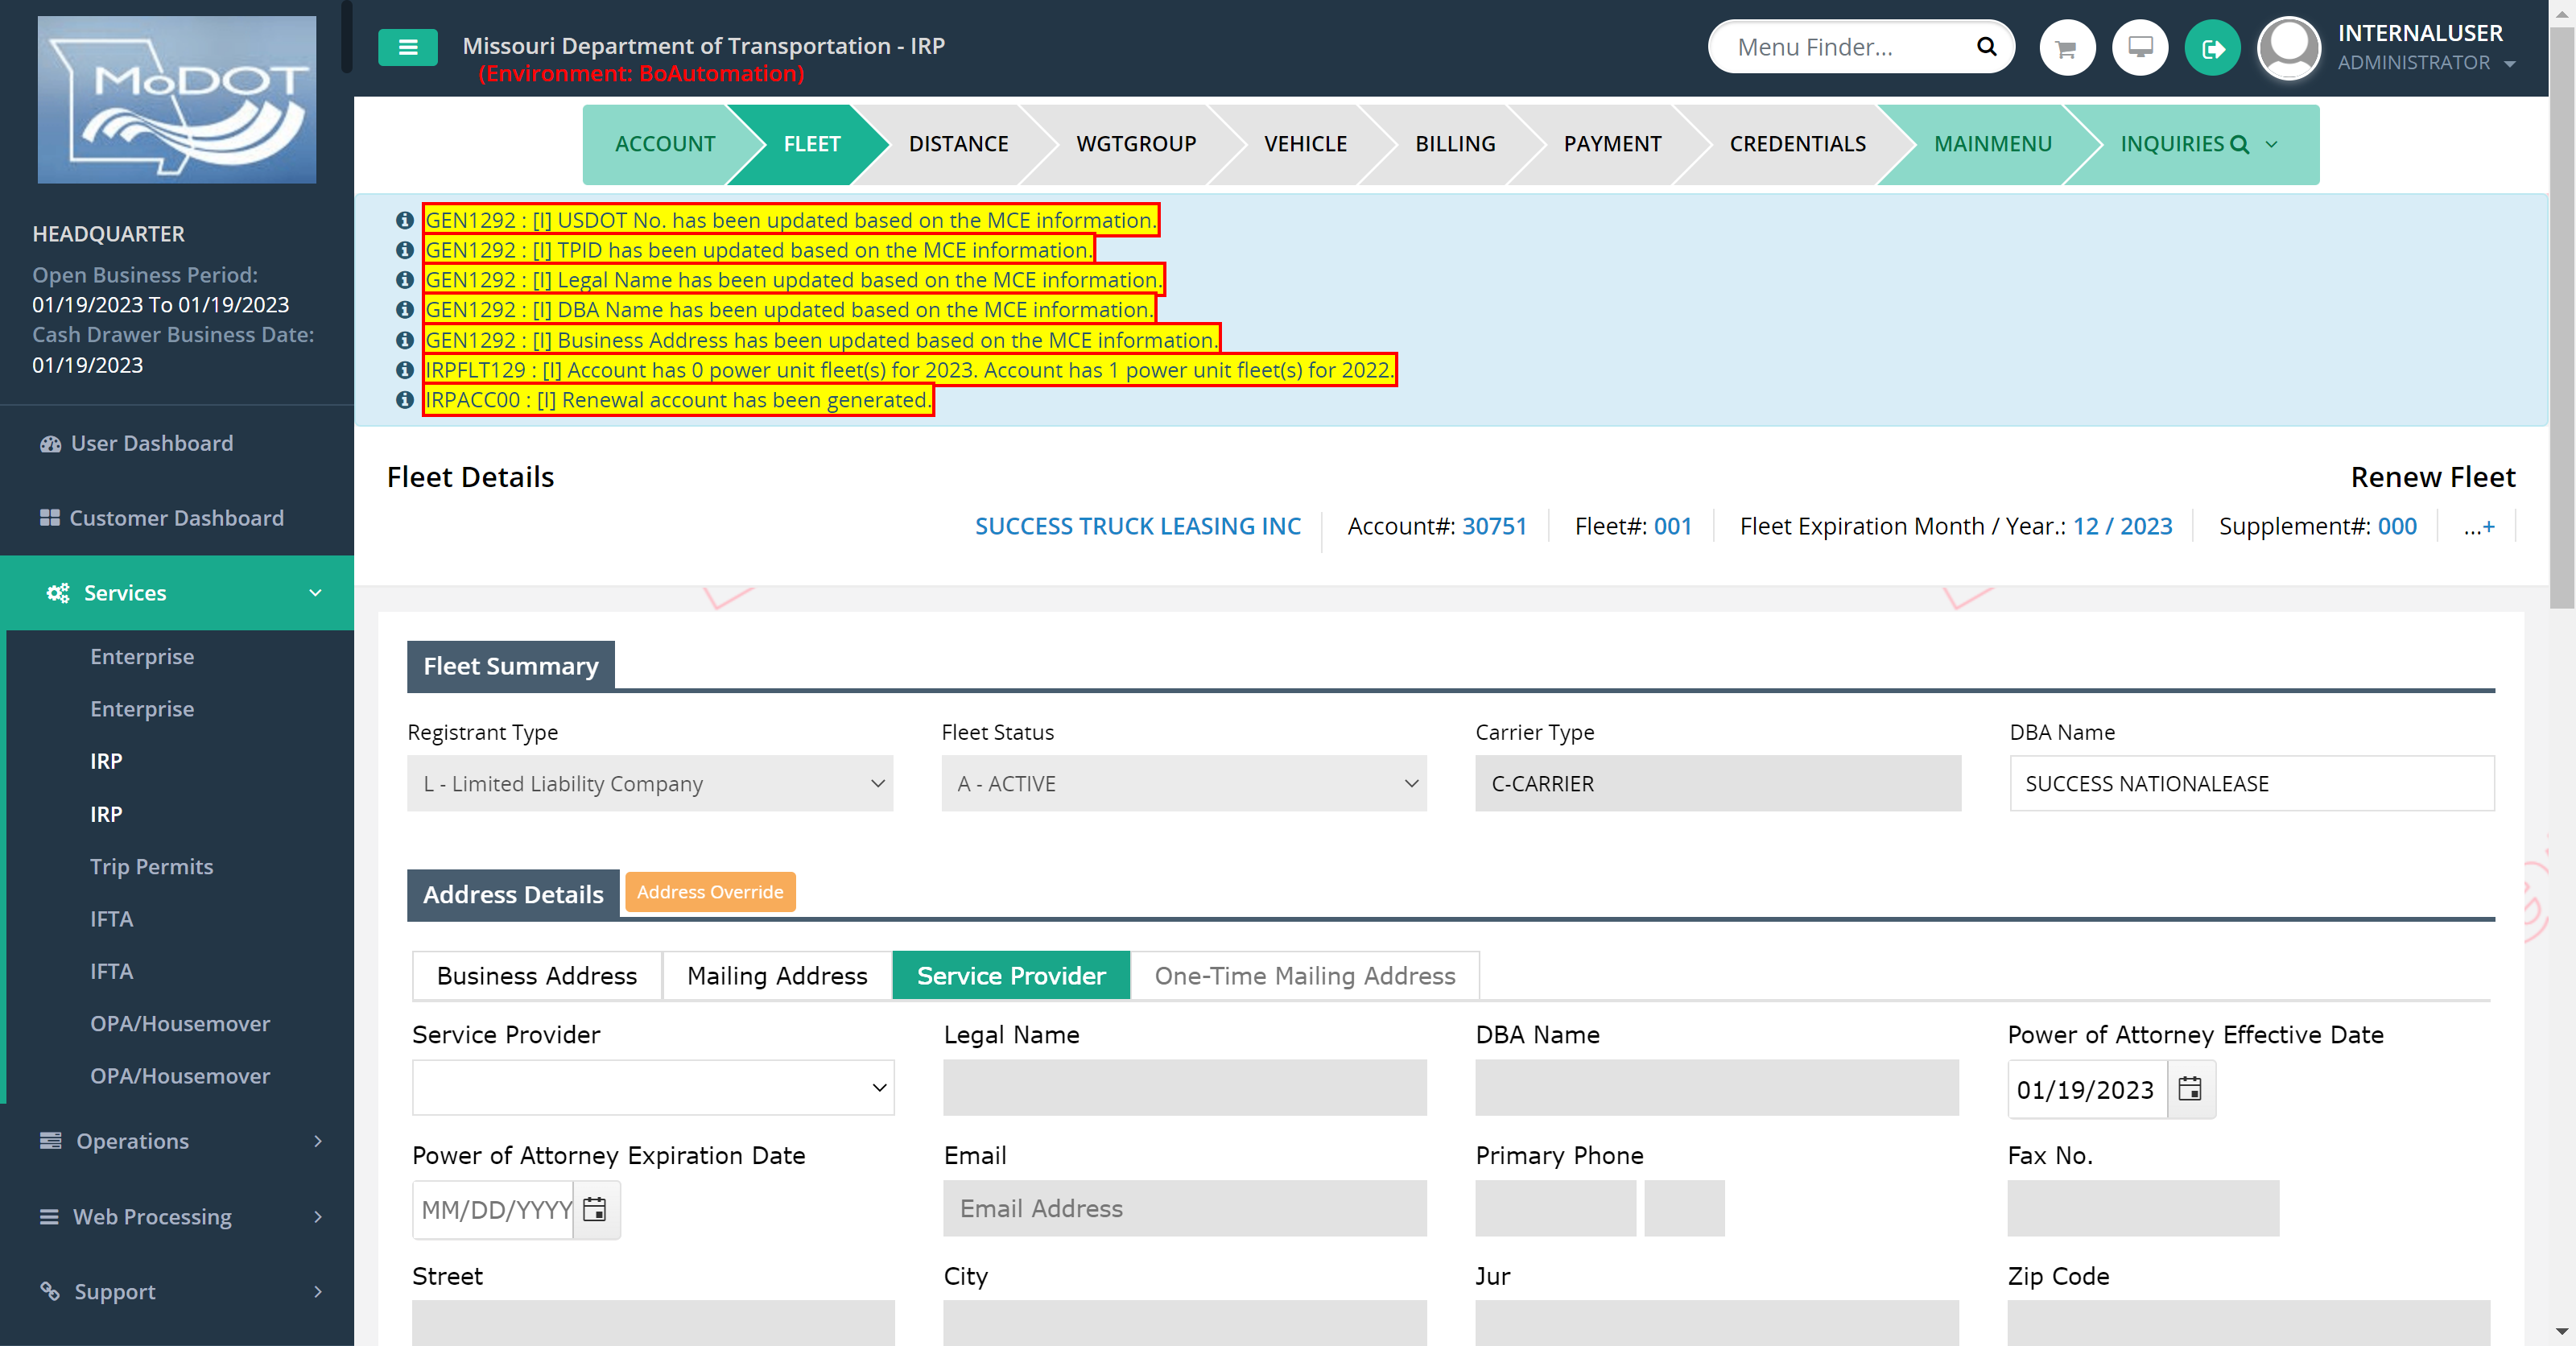 MoDOT
HEADQUARTER
Open Business Period:
01/19/2023 To 01/19/2023
Cash Drawer Business Date:
01/19/2023
User Dashboard
Customer Dashboard
Services
Enterprise
Enterprise
IRP
IRP
Trip Permits
IFTA
IFTA
OPA/Housemover
OPA/Housemover
Operations
Web Processing
Support
Missouri Department of Transportation - IRP
(Environment: BoAutomation)
Menu Finder...
INTERNALUSER
ADMINISTRATOR
ACCOUNT FLEET DISTANCE WGTGROUP VEHICLE BILLING PAYMENT CREDENTIALS MAINMENU INQUIRIES
GEN1292 : [I] USDOT No. has been updated based on the MCE information.
GEN1292 : [I] TPID has been updated based on the MCE information.
GEN1292 : [I] Legal Name has been updated based on the MCE information.
GEN1292 : [I] DBA Name has been updated based on the MCE information.
GEN1292 : [I] Business Address has been updated based on the MCE information.
IRPFLT129 : [I] Account has 0 power unit fleet(s) for 2023. Account has 1 power unit fleet(s) for 2022.
IRPACC00 : [I] Renewal account has been generated.
Fleet Details Renew Fleet
SUCCESS TRUCK LEASING INC Account#: 30751 Fleet#: 001 Fleet Expiration Month / Year.: 12 / 2023 Supplement#: 000 ...+
Fleet Summary
Registrant Type Fleet Status Carrier Type DBA Name
L - Limited Liability Company A - ACTIVE C-CARRIER SUCCESS NATIONALEASE
Address Details Address Override
Business Address Mailing Address Service Provider One-Time Mailing Address
Service Provider Legal Name DBA Name Power of Attorney Effective Date
01/19/2023
Power of Attorney Expiration Date Email Primary Phone Fax No.
MM/DD/YYYY Email Address
Street City Jur Zip Code